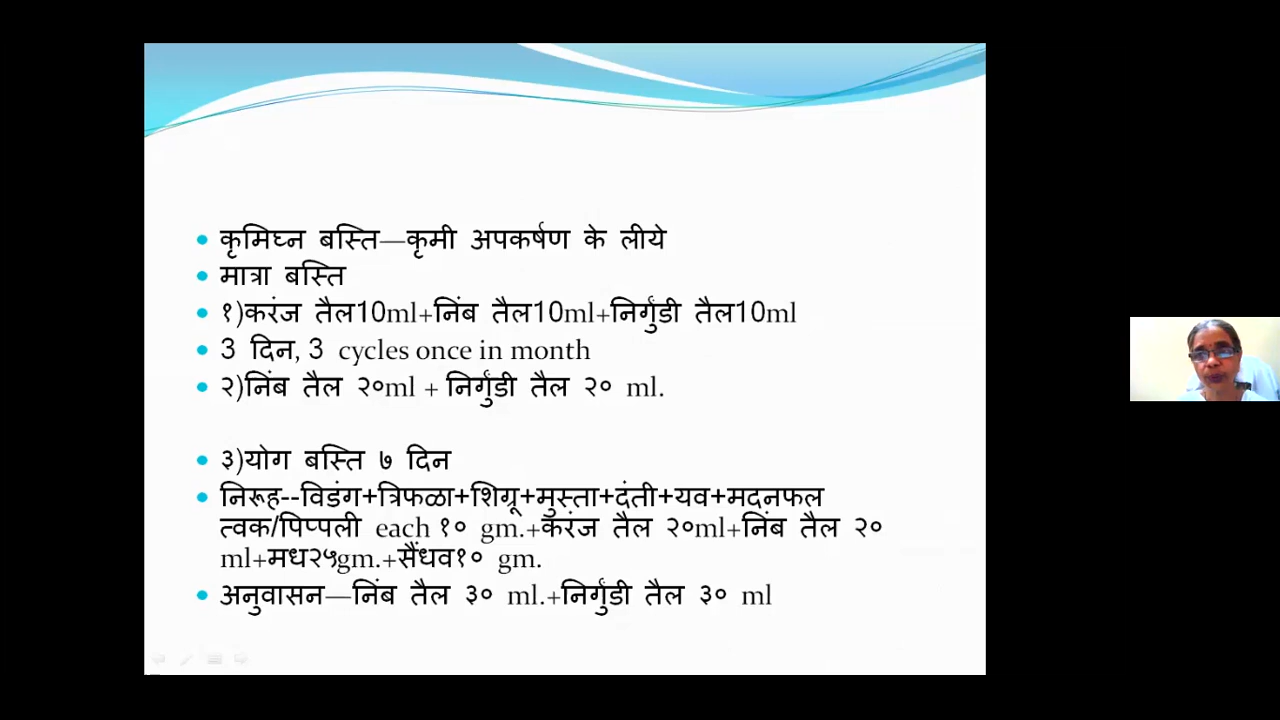 कृमिघ्न बस्ति—कृमी अपकर्षण के लीये
मात्रा बस्ति
१)करंज तैल10ml+निंब तैल10ml+निर्गुंडी तैल10ml
3 दिन, 3 cycles once in month
२)निंब तैल २०ml + निर्गुंडी तैल २० ml.
३)योग बस्ति ७ दिन
निरूह--विडंग+त्रिफळा+शिग्रू+मुस्ता+दंती+यव+मदनफल
त्वक/पिप्पली each १० gm.+करंज तैल २०ml+निंब तैल २०
ml+मध२५gm.+सैंधव१० gm.
अनुवासन—निंब तैल ३० ml.+निर्गुंडी तैल ३० ml